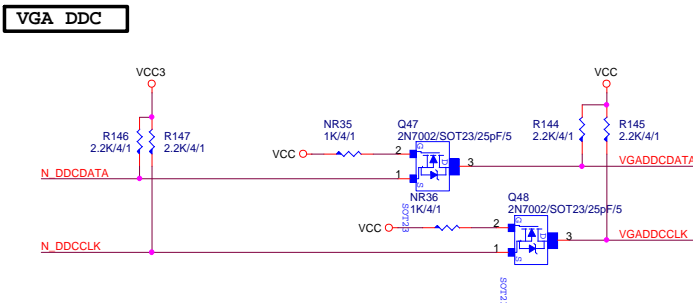 VGA DDC
VCC3
VCC
R146
2.2K/4/1
R147
2.2K/4/1
NR35
1K/4/1
Q47
2N7002/SOT23/25pF/5
R144
2.2K/4/1
R145
2.2K/4/1
VCC
2
G
D
S
3
1
N_DDCDATA
VGADDCDATA
SOT23
NR36
1K/4/1
Q48
2N7002/SOT23/25pF/5
VCC
2
G
D
S
3
1
N_DDCCLK
VGADDCCLK